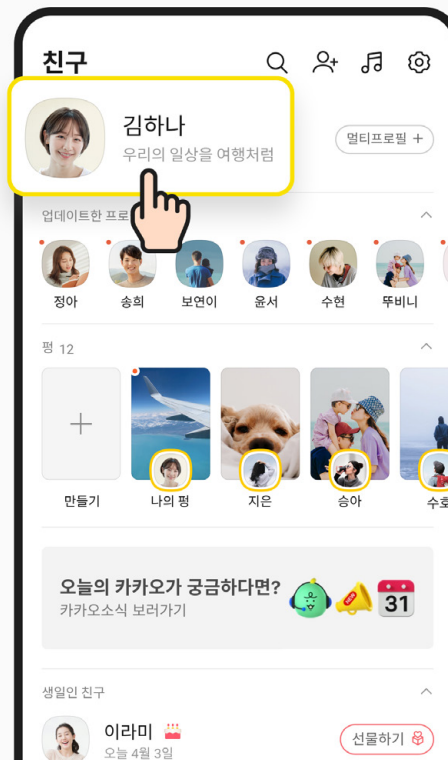 친구
김하나
우리의 일상을 여행처럼
멀티프로필 +
업데이트한 프로
정아 송희 보연이 윤서 수현 뚜비니
펑 12
만들기 나의 펑 지은 승아 수호
오늘의 카카오가 궁금하다면?
카카오소식 보러가기
31
생일인 친구
이라미
오늘 4월 3일
선물하기